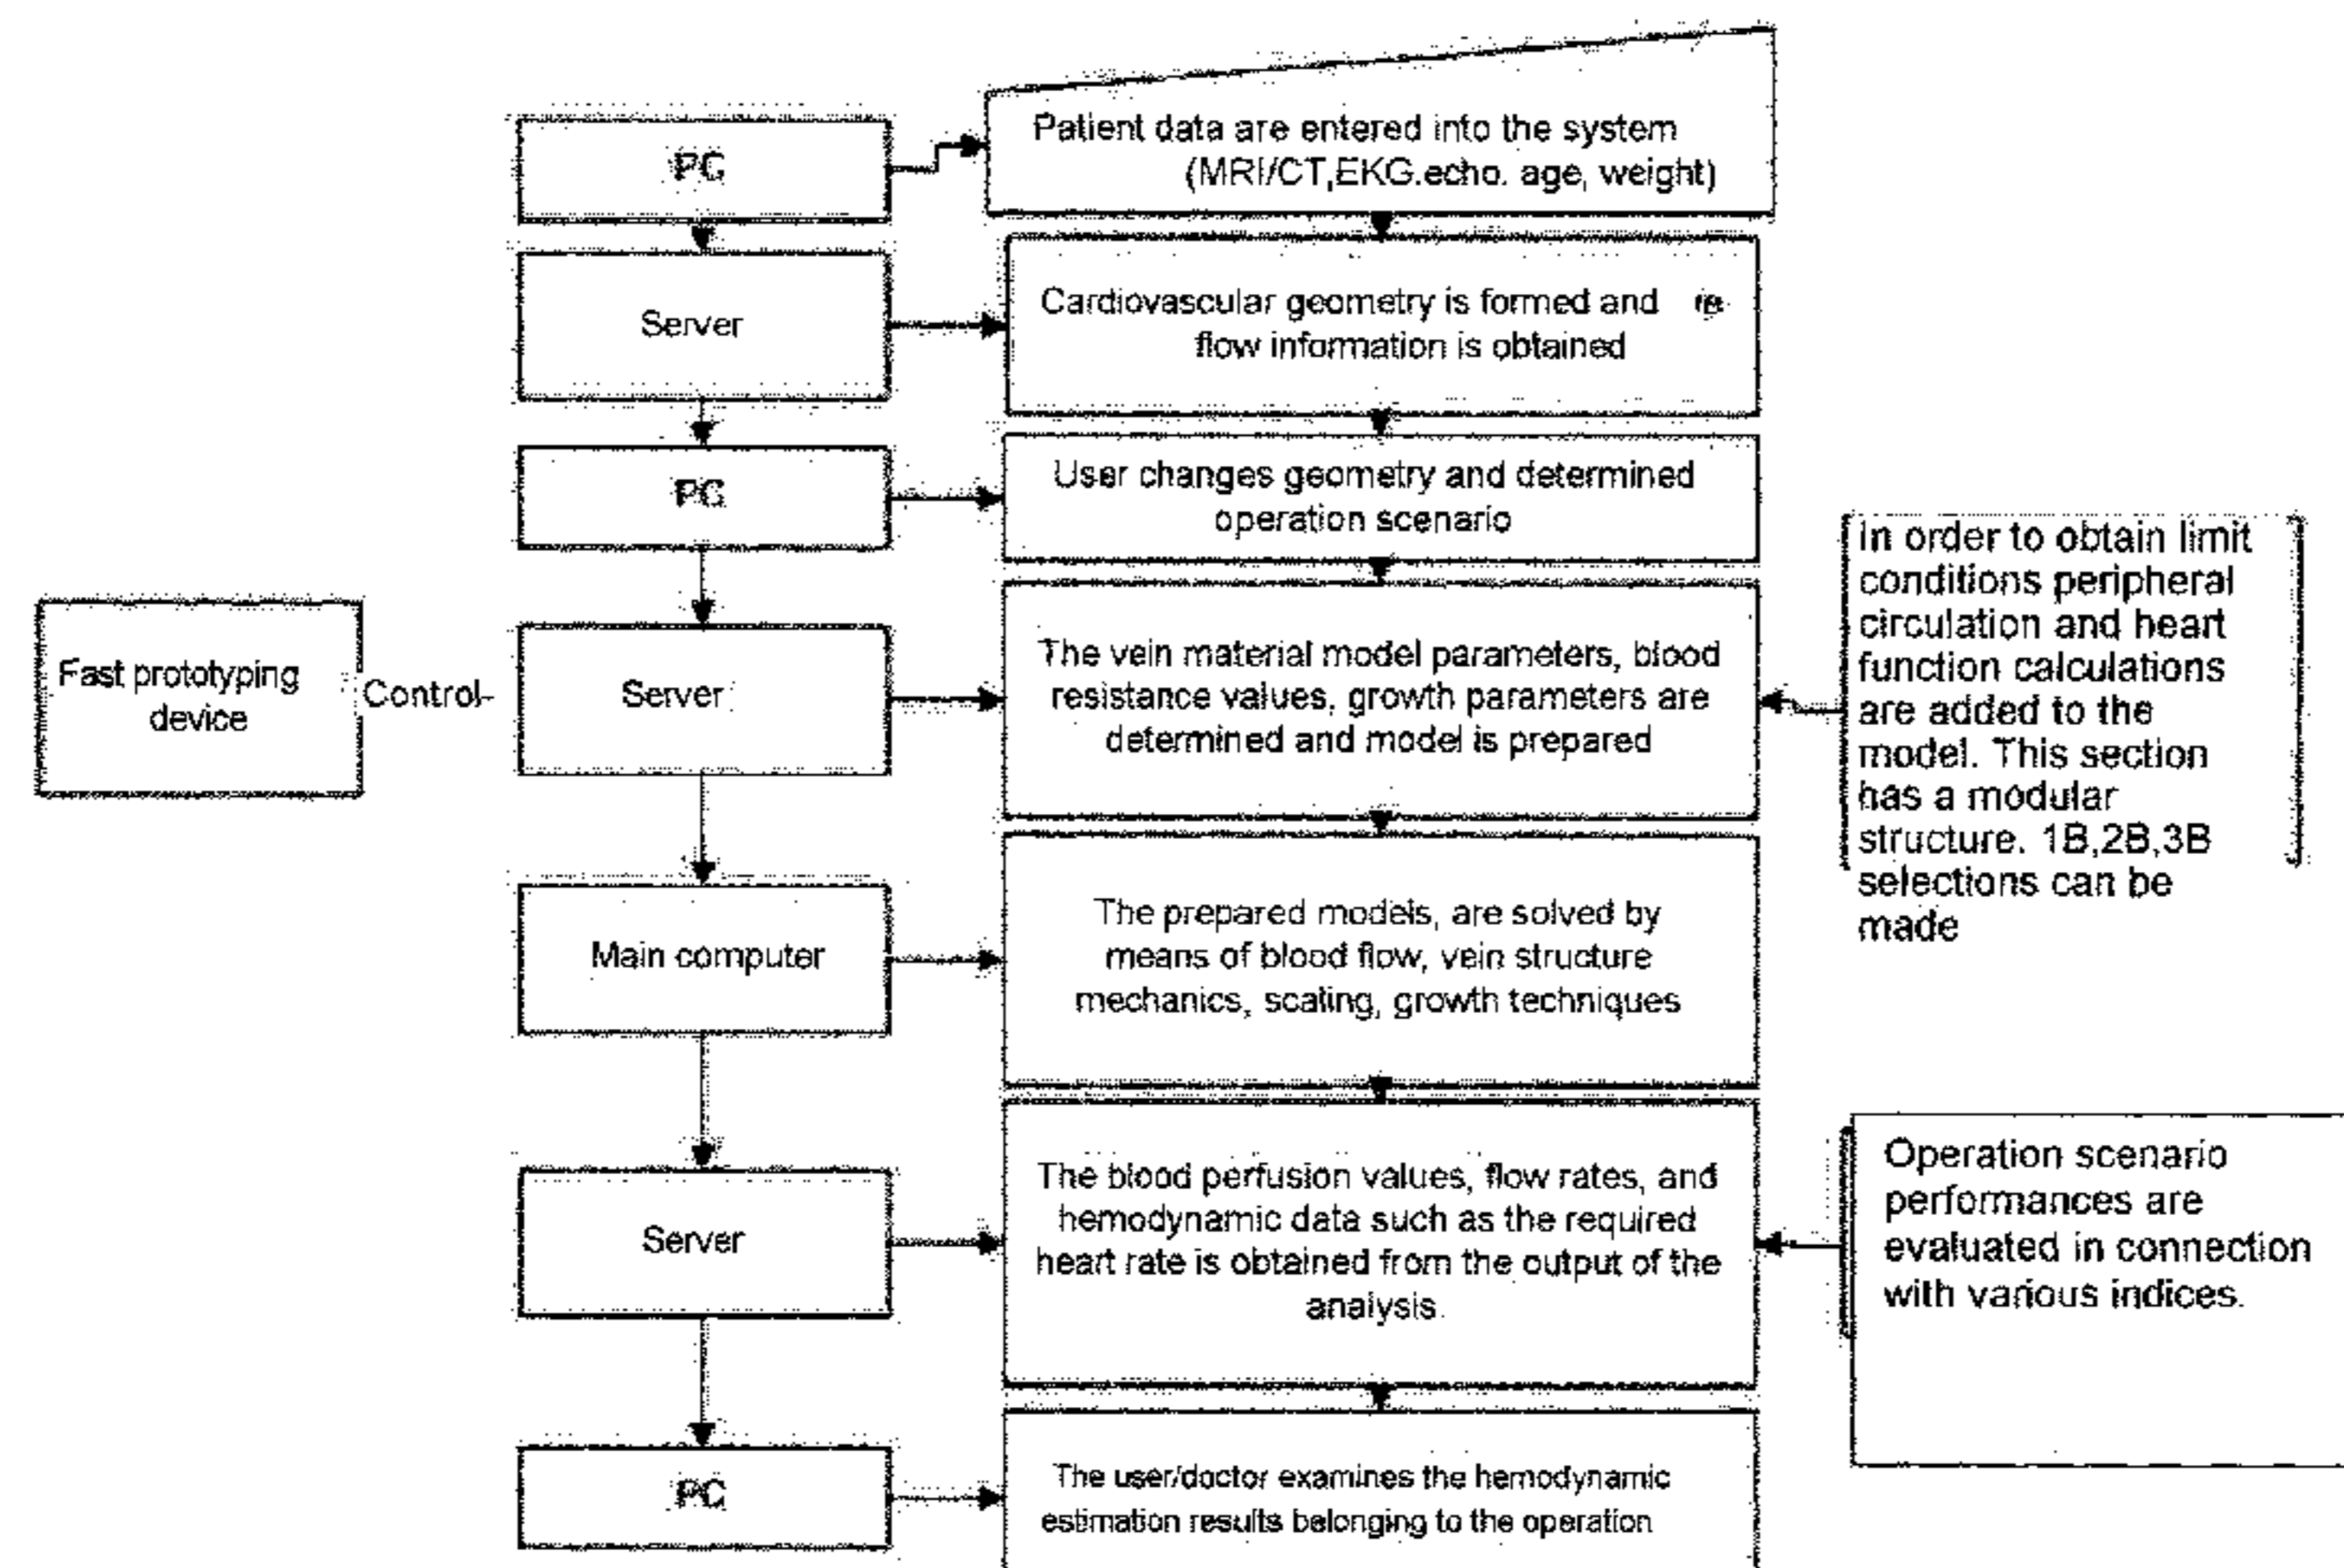 PC
Patient data are entered into the system
(MRI/CT,EKG.echo. age, weight)
Server
Cardiovascular geometry is formed and re-
flow information is obtained
PC
User changes geometry and determined
operation scenario
Fast prototyping
device
Control-
Server
The vein material model parameters, blood
resistance values, growth parameters are
determined and model is prepared
In order to obtain limit
conditions peripheral
circulation and heart
function calculations
are added to the
model. This section
has a modular
structure. 1B,2B,3B
selections can be
made
Main computer
The prepared models, are solved by
means of blood flow, vein structure
mechanics, scaling, growth techniques
Server
The blood perfusion values, flow rates, and
hemodynamic data such as the required
heart rate is obtained from the output of the
analysis.
Operation scenario
performances are
evaluated in connection
with various indices.
PC
The user/doctor examines the hemodynamic
estimation results belonging to the operation